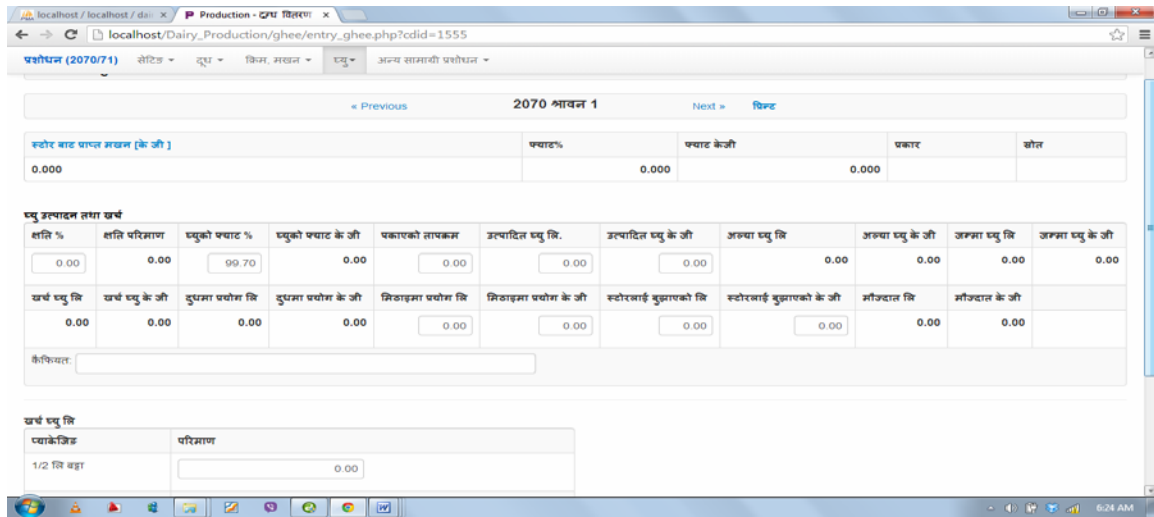 localhost / localhost / dai
Production - दुग्ध वितरण
localhost/Dairy_Production/ghee/entry_ghee.php?cdid=1555
प्रशोधन (2070/71) सेटिङ दूध किम, मखन घ्यु अन्य सामाग्री प्रशोधन
« Previous 2070 श्रावन 1 Next » प्रिन्ट
स्टोर बाट प्राप्त मखन [के जी ] फ्याट% फ्याट केजी प्रकार स्रोत
0.000 0.000 0.000
घ्यु उत्पादन तथा खर्च
क्षति % क्षति परिमाण घ्युको फ्याट % घ्युको फ्याट के जी पकाएको तापक्रम उत्पादित घ्यु लि. उत्पादित घ्यु के जी अल्या घ्यु लि अल्या घ्यु के जी जम्मा घ्यु लि जम्मा घ्यु के जी
0.00 0.00 99.70 0.00 0.00 0.00 0.00 0.00 0.00 0.00 0.00
खर्च घ्यु लि खर्च घ्यु के जी दुधमा प्रयोग लि दुधमा प्रयोग के जी मिठाइमा प्रयोग लि मिठाइमा प्रयोग के जी स्टोरलाई बुझाएको लि स्टोरलाई बुझाएको के जी मौज्दात लि मौज्दात के जी
0.00 0.00 0.00 0.00 0.00 0.00 0.00 0.00 0.00 0.00
कैफियत:
खर्च घ्यु लि
प्याकेजिङ परिमाण
1/2 लि बट्टा 0.00
6:24 AM